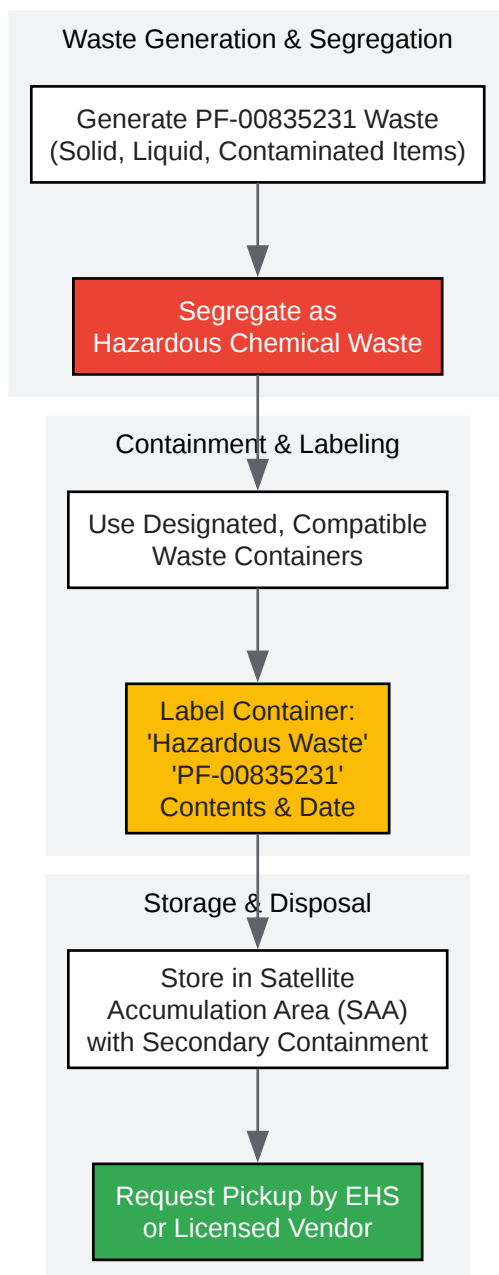 Waste Generation & Segregation
Generate PF-00835231 Waste
(Solid, Liquid, Contaminated Items)
Segregate as
Hazardous Chemical Waste
Containment & Labeling
Use Designated, Compatible
Waste Containers
Label Container:
'Hazardous Waste'
'PF-00835231'
Contents & Date
Storage & Disposal
Store in Satellite
Accumulation Area (SAA)
with Secondary Containment
Request Pickup by EHS
or Licensed Vendor